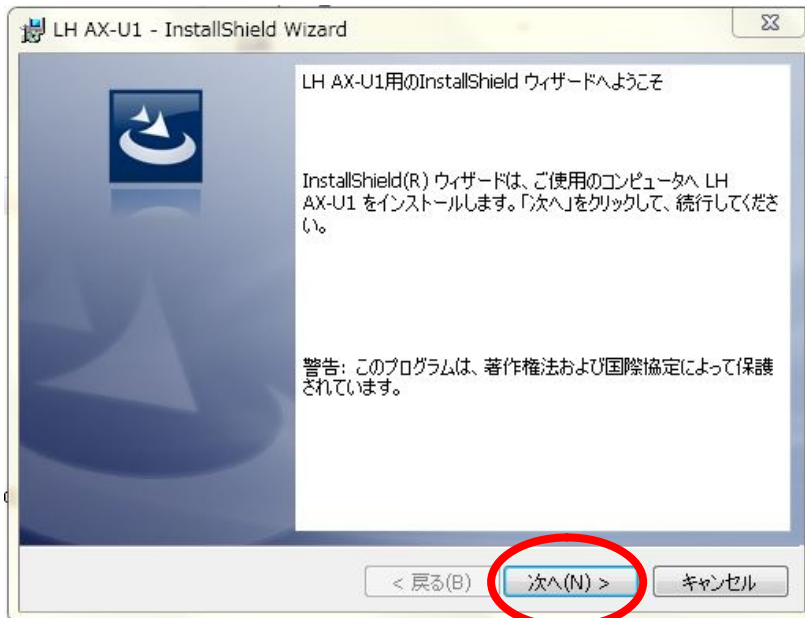 LH AX-U1 - InstallShield Wizard
LH AX-U1用のInstallShield ウィザードへようこそ
InstallShield(R) ウィザードは、ご使用のコンピュータへ LH
AX-U1 をインストールします。「次へ」をクリックして、続行してくださ
い。
警告: このプログラムは、著作権法および国際協定によって保護
されています。
< 戻る(B)
次へ(N) >
キャンセル